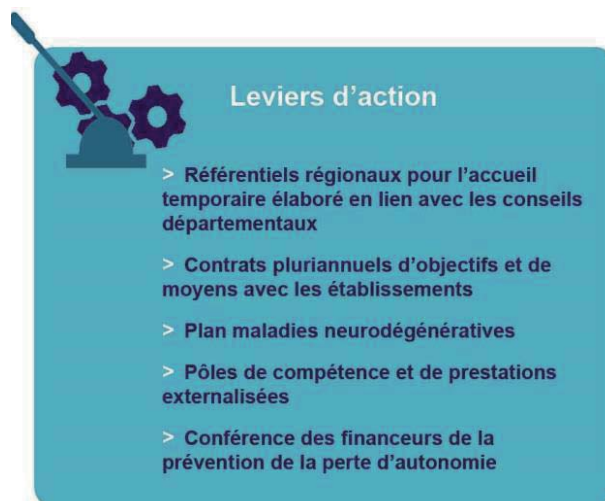 Leviers d’action
> Référentiels régionaux pour l’accueil
temporaire élaboré en lien avec les conseils
départementaux
> Contrats pluriannuels d’objectifs et de
moyens avec les établissements
> Plan maladies neurodégénératives
> Pôles de compétence et de prestations
externalisées
> Conférence des financeurs de la
prévention de la perte d’autonomie